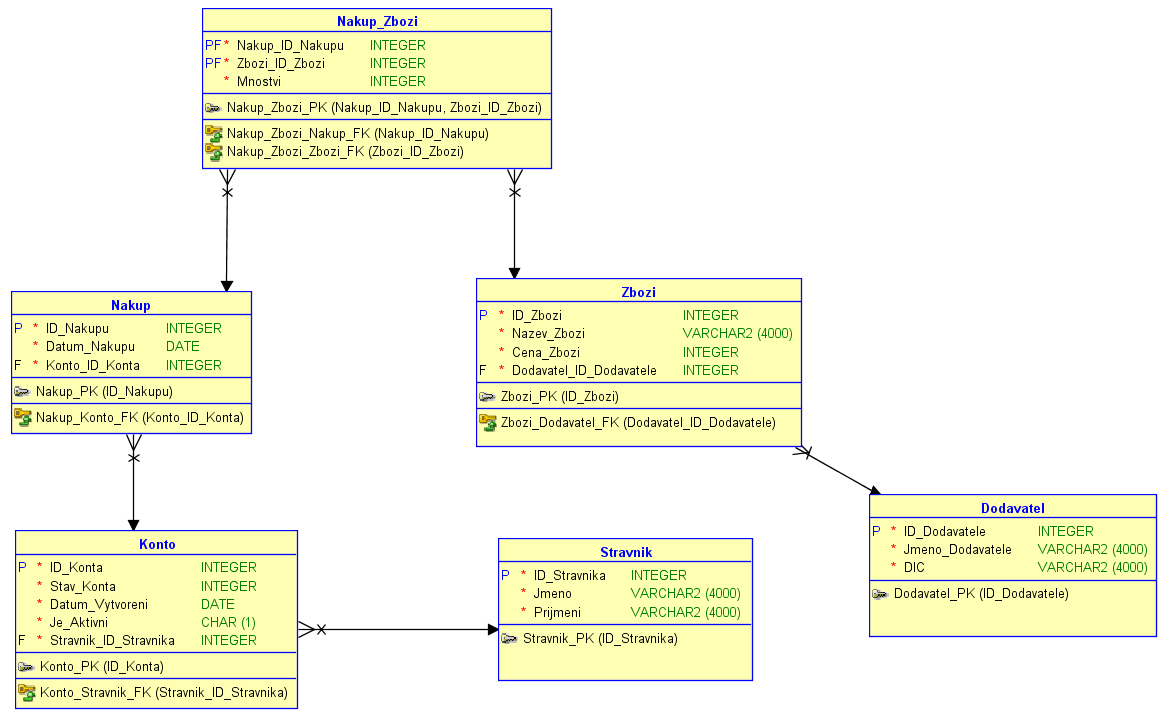 Nakup_Zbozi
PF * Nakup_ID_Nakupu INTEGER
PF * Zbozi_ID_Zbozi INTEGER
* Mnostvi INTEGER
Nakup_Zbozi_PK (Nakup_ID_Nakupu, Zbozi_ID_Zbozi)
Nakup_Zbozi_Nakup_FK (Nakup_ID_Nakupu)
Nakup_Zbozi_Zbozi_FK (Zbozi_ID_Zbozi)
Nakup
P * ID_Nakupu INTEGER
* Datum_Nakupu DATE
F * Konto_ID_Konta INTEGER
Nakup_PK (ID_Nakupu)
Nakup_Konto_FK (Konto_ID_Konta)
Zbozi
P * ID_Zbozi INTEGER
* Nazev_Zbozi VARCHAR2 (4000)
* Cena_Zbozi INTEGER
F * Dodavatel_ID_Dodavatele INTEGER
Zbozi_PK (ID_Zbozi)
Zbozi_Dodavatel_FK (Dodavatel_ID_Dodavatele)
Dodavatel
P * ID_Dodavatele INTEGER
* Jmeno_Dodavatele VARCHAR2 (4000)
* DIC VARCHAR2 (4000)
Dodavatel_PK (ID_Dodavatele)
Konto
P * ID_Konta INTEGER
* Stav_Konta INTEGER
* Datum_Vytvoreni DATE
* Je_Aktivni CHAR (1)
F * Stravnik_ID_Stravnika INTEGER
Konto_PK (ID_Konta)
Konto_Stravnik_FK (Stravnik_ID_Stravnika)
Stravnik
P * ID_Stravnika INTEGER
* Jmeno VARCHAR2 (4000)
* Prijmeni VARCHAR2 (4000)
Stravnik_PK (ID_Stravnika)